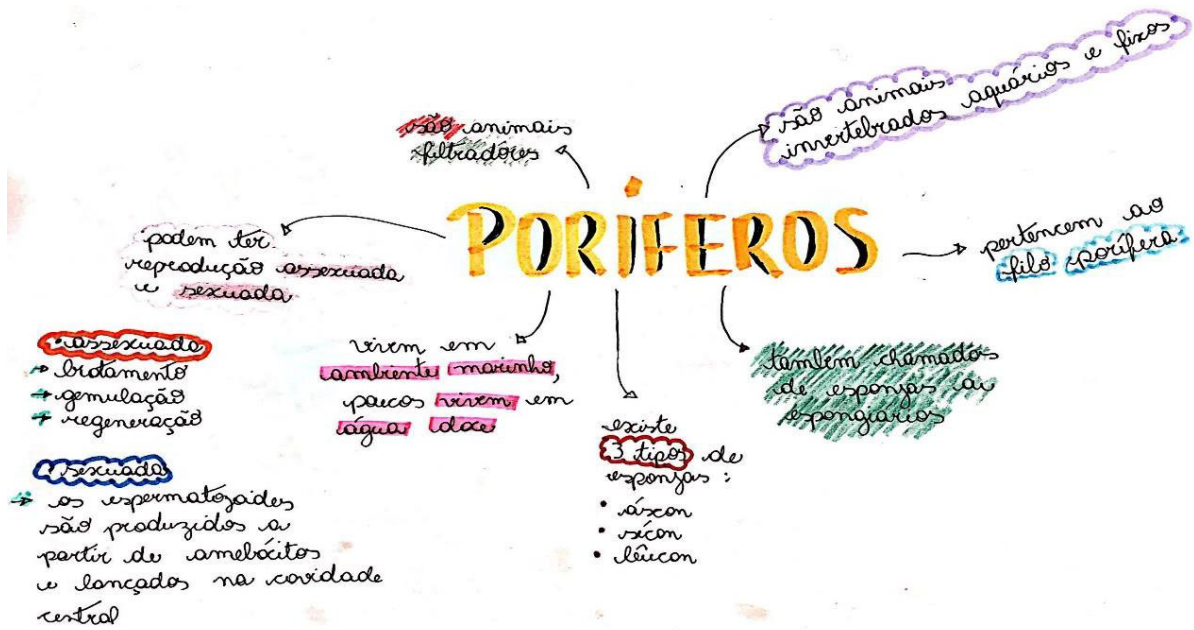 são animais
filtradores
são animais
invertebrados aquários e fixos
PORÍFEROS
podem ter
reprodução assexuada
e sexuada
pertencem ao
filo porífera
• assexuada
→ brotamento
→ gemulação
→ regeneração
• sexuada
→ os espermatozoides
são produzidos a
partir de amebócitos
e lançados na cavidade
central
vivem em
ambiente marinho,
poucos vivem em
água doce
existe
3 tipos de
esponjas:
• áscon
• sícon
• lêucon
também chamados
de esponjas ou
espongiários